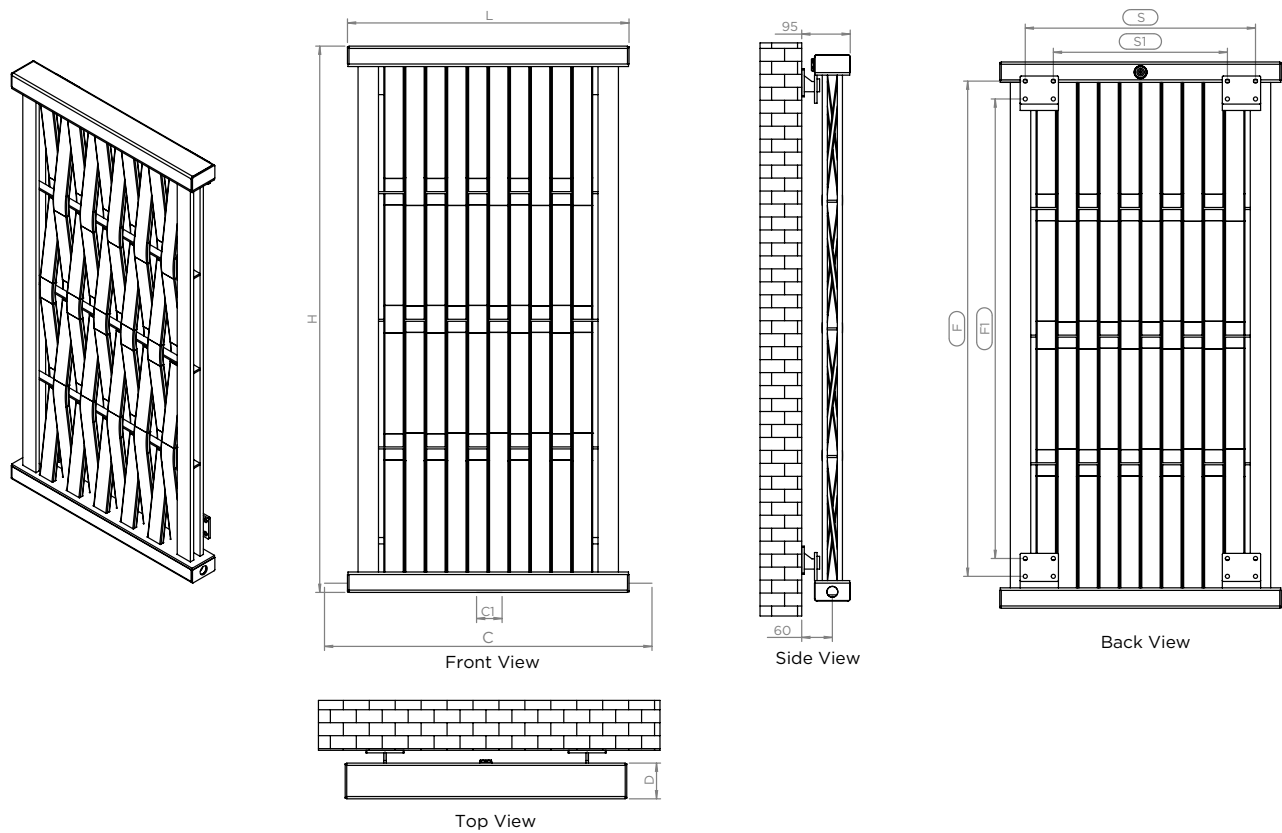 L
H
C1
C
Front View
95
60
Side View
S
S1
F
F1
Back View
D
Top View